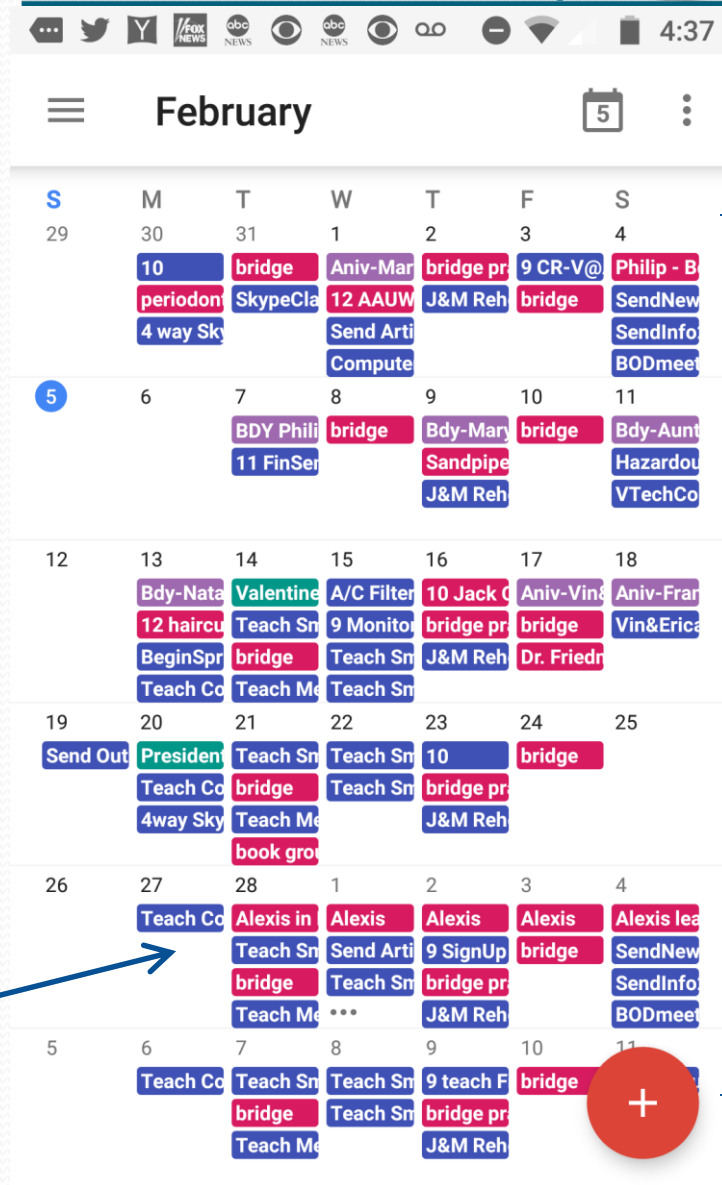 Y FOX NEWS abc NEWS abc NEWS 4:37
February 5
S M T W T F S
29 30 31 1 2 3 4
10 bridge Aniv-Mar bridge pr 9 CR-V@ Philip - B
periodont SkypeCla 12 AAUW J&M Reh bridge SendNew
4 way Sky Send Arti SendInfo
Compute BODmeet
5 6 7 8 9 10 11
BDY Phili bridge Bdy-Mary bridge Bdy-Aunt
11 FinSer Sandpipe Hazardou
J&M Reh VTechCo
12 13 14 15 16 17 18
Bdy-Nata Valentine A/C Filter 10 Jack Aniv-Vin& Aniv-Fran
12 haircu Teach Sm 9 Monitor bridge pr bridge Vin&Erica
BeginSpr bridge Teach Sm J&M Reh Dr. Friedm
Teach Co Teach Me Teach Sm
19 20 21 22 23 24 25
Send Out President Teach Sm Teach Sm 10 bridge
Teach Co bridge Teach Sm bridge pr
4way Sky Teach Me J&M Reh
book grou
26 27 28 1 2 3 4
Teach Co Alexis in Alexis Alexis Alexis Alexis lea
Teach Sm Send Arti 9 SignUp bridge SendNew
bridge Teach Sm bridge pr SendInfo
Teach Me ••• J&M Reh BODmeet
5 6 7 8 9 10 11
Teach Co Teach Sm Teach Sm 9 teach F bridge
bridge Teach Sm bridge pr
Teach Me J&M Reh
+